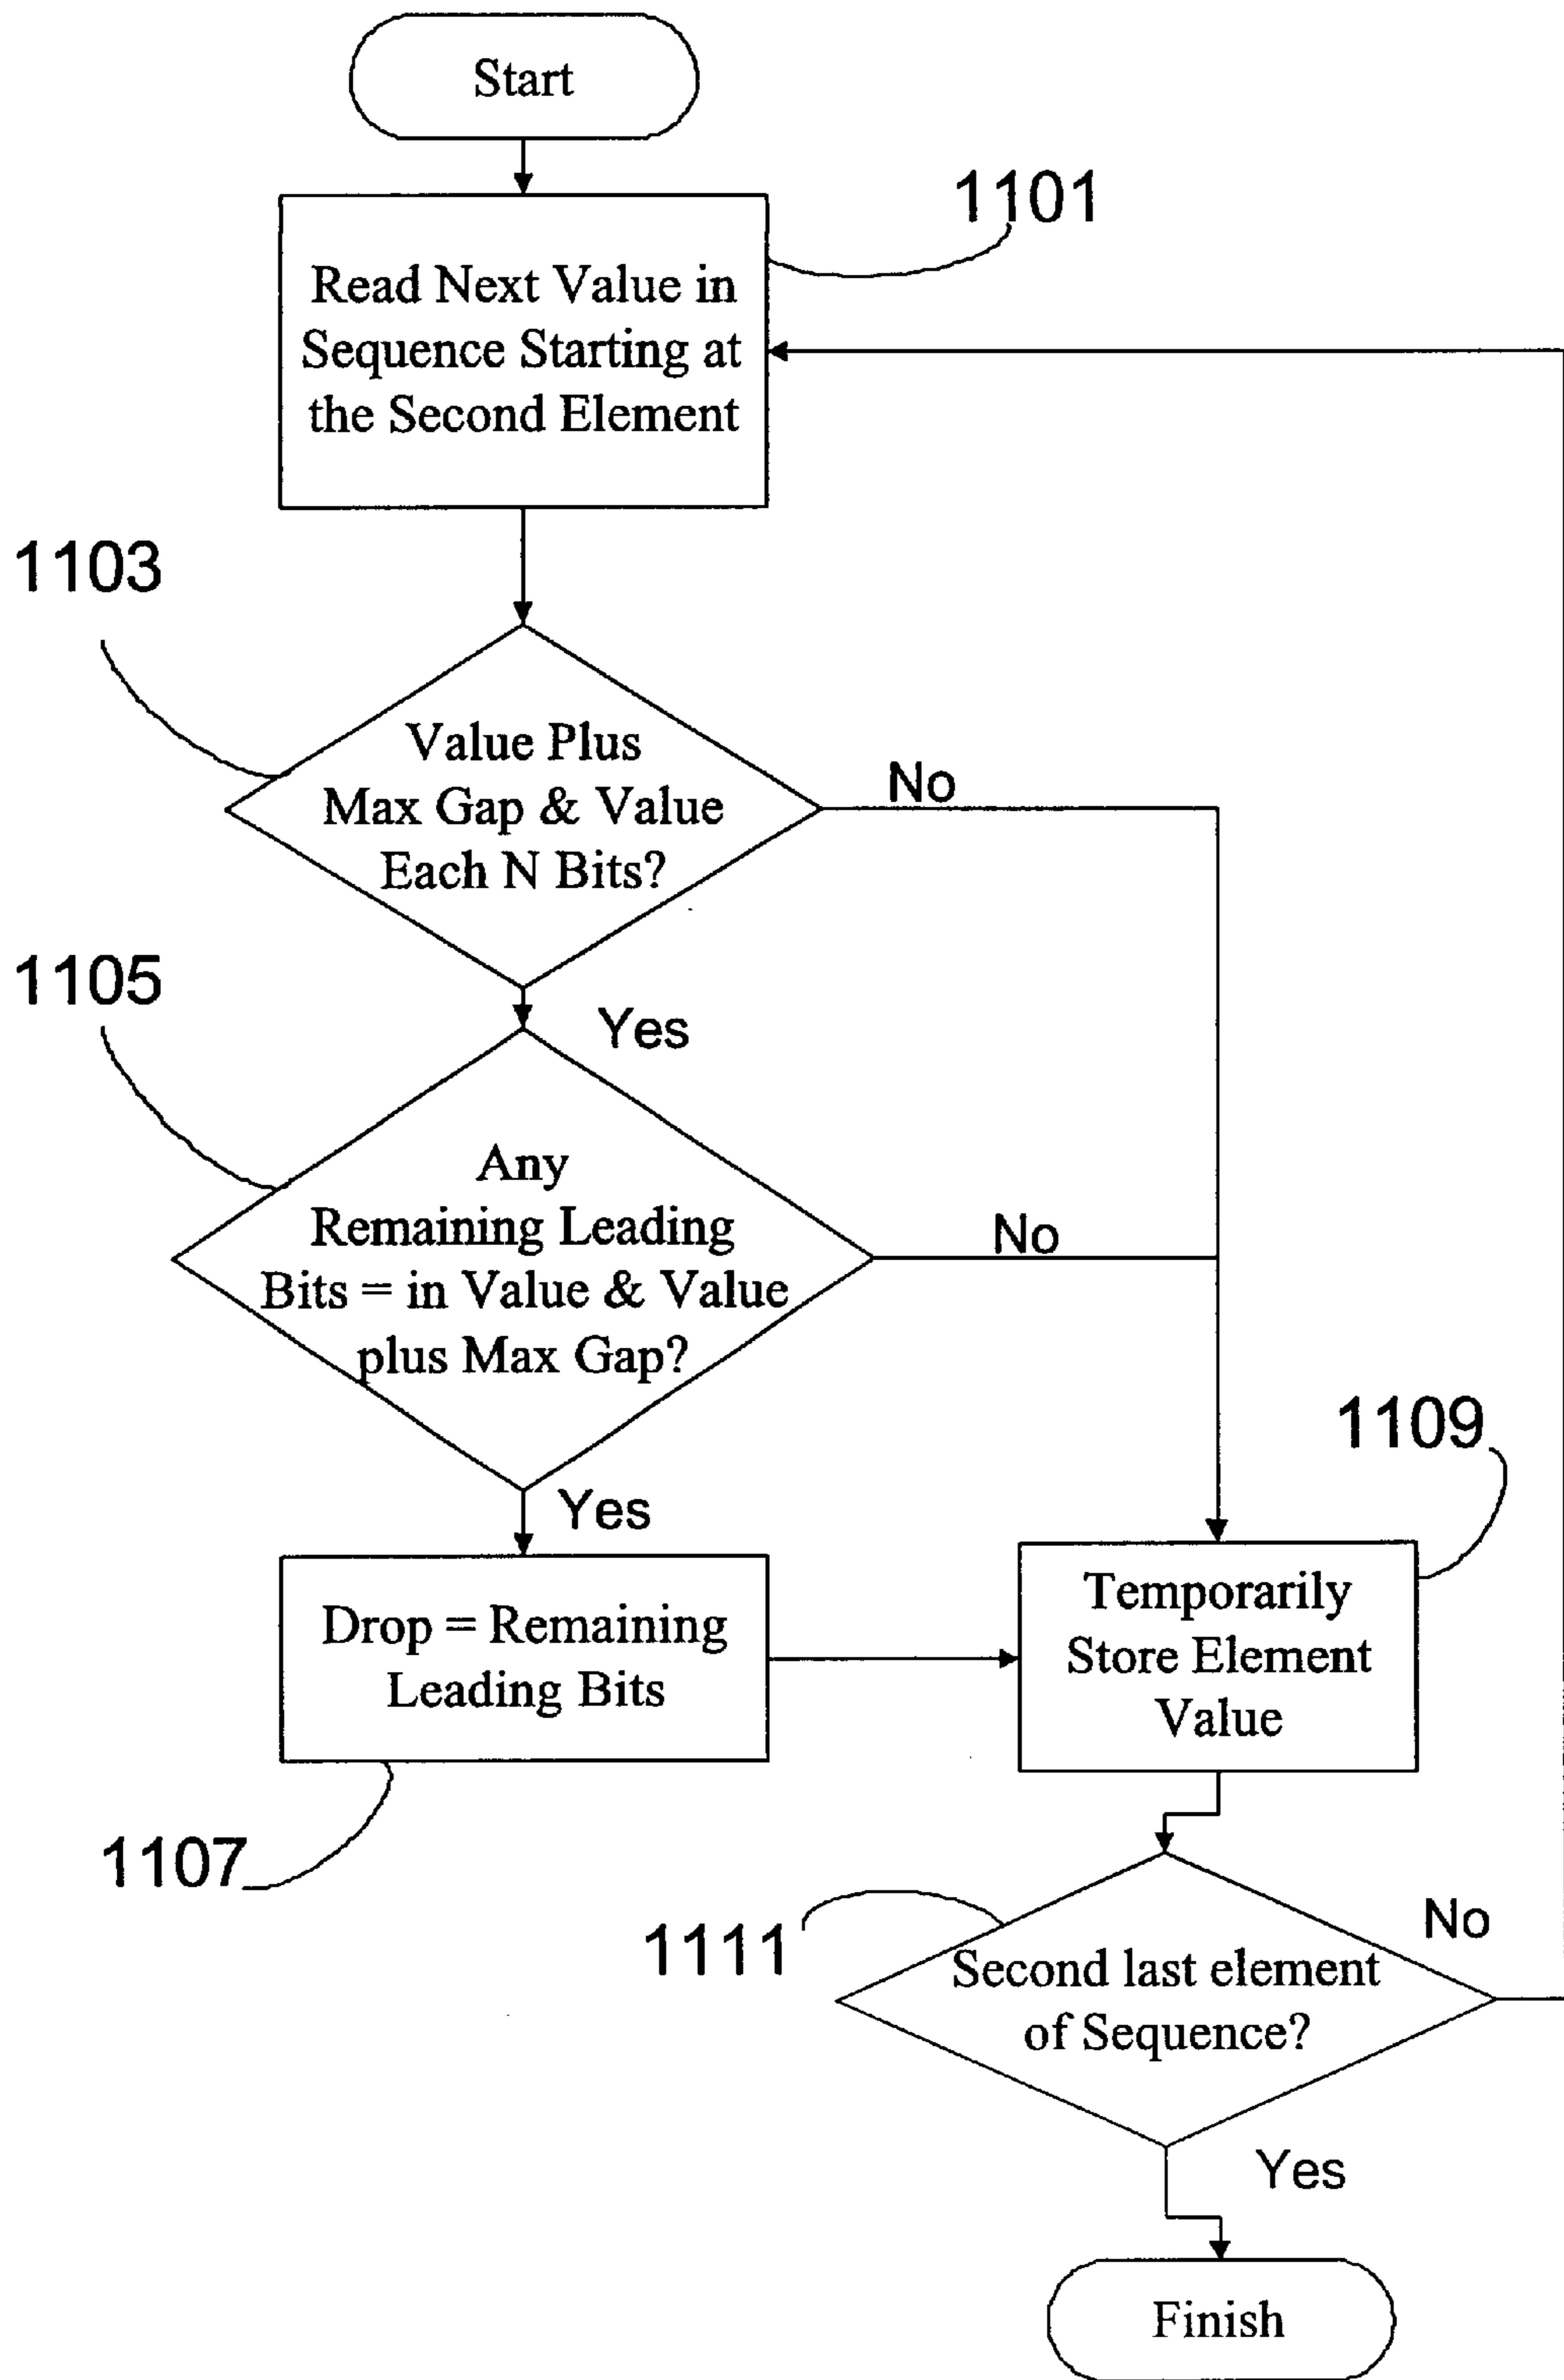 Start
1101
Read Next Value in
Sequence Starting at
the Second Element
1103
Value Plus
Max Gap & Value
Each N Bits?
No
1105
Yes
Any
Remaining Leading
Bits = in Value & Value
plus Max Gap?
No
1109
Yes
Drop = Remaining
Leading Bits
Temporarily
Store Element
Value
1107
1111
No
Second last element
of Sequence?
Yes
Finish